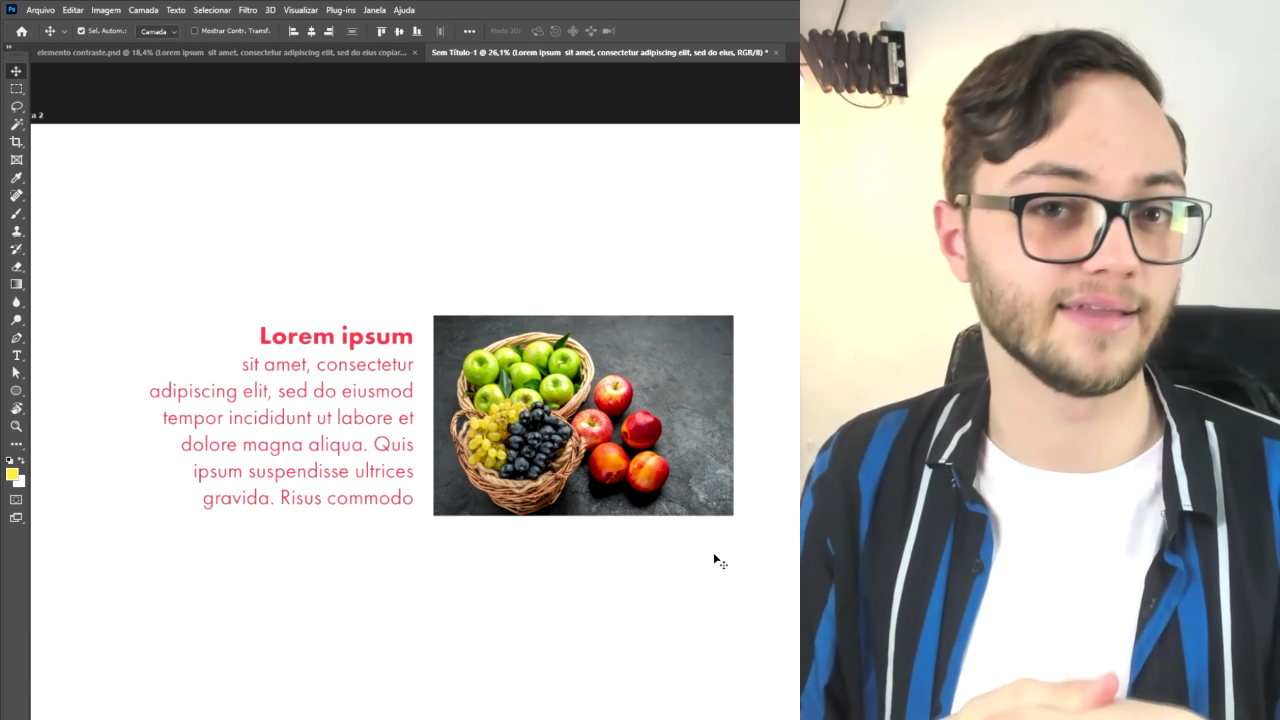 Ps Arquivo Editar Imagem Camada Texto Selecionar Filtro 3D Visualizar Plug-ins Janela Ajuda
Sel. Autom.: Camada Mostrar Contr. Transf. ••• Modo 3D:
elemento contraste.psd @ 18,4% (Lorem ipsum sit amet, consectetur adipiscing elit, sed do eius copiar... × Sem Título-1 @ 26,1% (Lorem ipsum sit amet, consectetur adipiscing elit, sed do eius, RGB/8) * ×
a 2
Lorem ipsum
sit amet, consectetur
adipiscing elit, sed do eiusmod
tempor incididunt ut labore et
dolore magna aliqua. Quis
ipsum suspendisse ultrices
gravida. Risus commodo